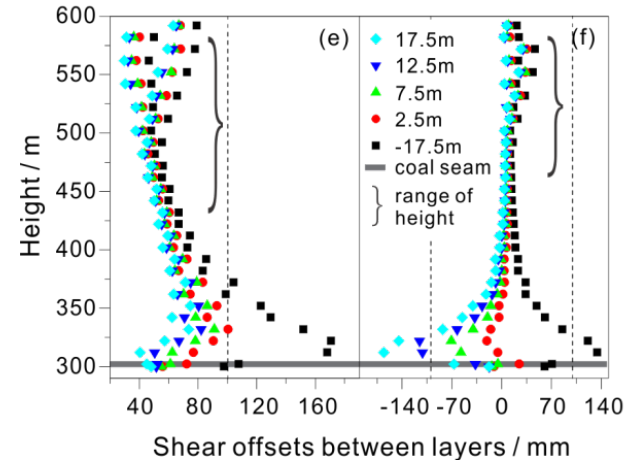 600
550
500
450
400
350
300
Height / m
(e)
(f)
17.5m
12.5m
7.5m
2.5m
-17.5m
coal seam
range of
height
40 80 120 160
-140 -70 0 70 140
Shear offsets between layers / mm